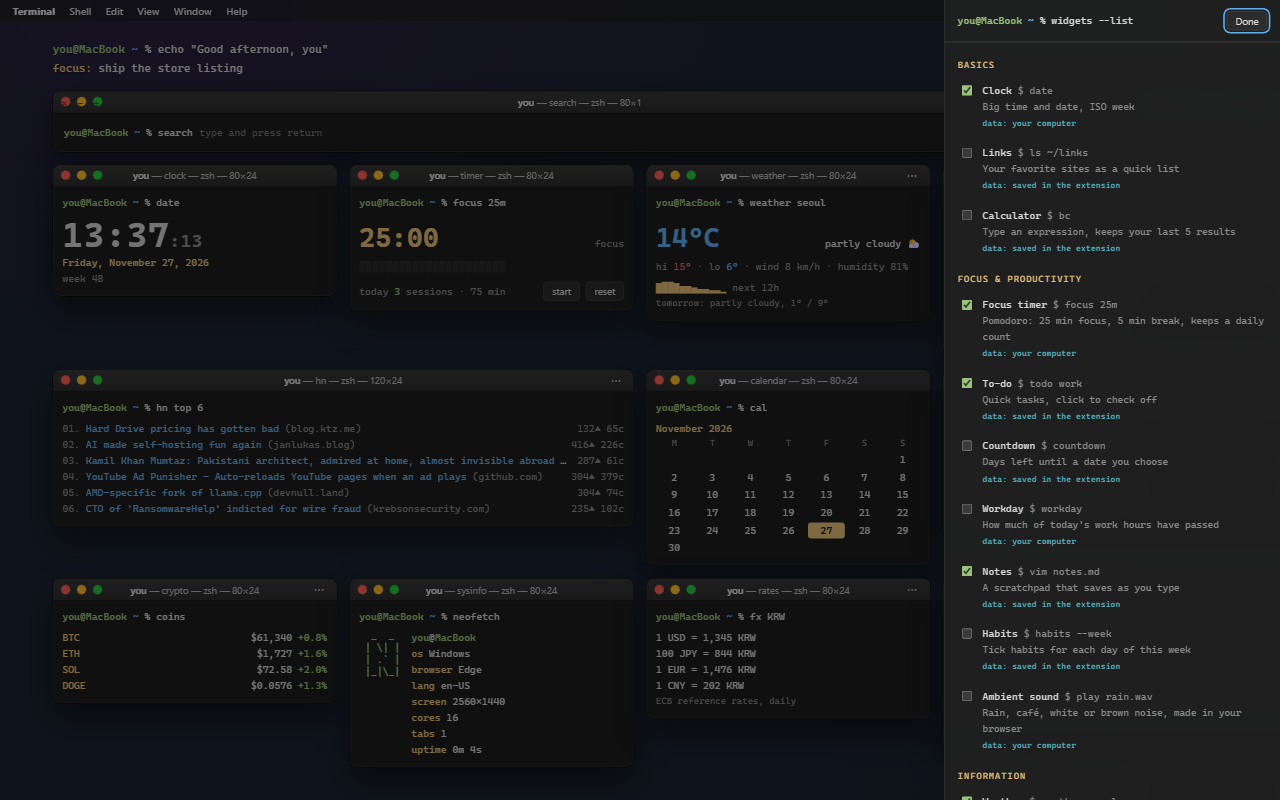 Terminal Shell Edit View Window Help
you@MacBook ~ % echo "Good afternoon, you"
focus: ship the store listing
you — search — zsh — 80×1
you@MacBook ~ % search type and press return
you — clock — zsh — 80×24
you@MacBook ~ % date
13:37:13
Friday, November 27, 2026
week 48
you — timer — zsh — 80×24
you@MacBook ~ % focus 25m
25:00 focus
today 3 sessions · 75 min start reset
you — weather — zsh — 80×24 ⋯
you@MacBook ~ % weather seoul
14°C partly cloudy
hi 15° · lo 6° · wind 8 km/h · humidity 81%
next 12h
tomorrow: partly cloudy, 1° / 9°
you — hn — zsh — 120×24 ⋯
you@MacBook ~ % hn top 6
01. Hard Drive pricing has gotten bad (blog.ktz.me) 132▲ 65c
02. AI made self-hosting fun again (janlukas.blog) 416▲ 226c
03. Kamil Khan Mumtaz: Pakistani architect, admired at home, almost invisible abroad … 287▲ 61c
04. YouTube Ad Punisher – Auto-reloads YouTube pages when an ad plays (github.com) 304▲ 379c
05. AMD-specific fork of llama.cpp (devnull.land) 304▲ 74c
06. CTO of 'RansomwareHelp' indicted for wire fraud (krebsonsecurity.com) 235▲ 102c
you — calendar — zsh — 80×24
you@MacBook ~ % cal
November 2026
M T W T F S S
1
2 3 4 5 6 7 8
9 10 11 12 13 14 15
16 17 18 19 20 21 22
23 24 25 26 27 28 29
30
you — crypto — zsh — 80×24 ⋯
you@MacBook ~ % coins
BTC $61,340 +0.8%
ETH $1,727 +1.6%
SOL $72.58 +2.0%
DOGE $0.0576 +1.3%
you — sysinfo — zsh — 80×24
you@MacBook ~ % neofetch
you@MacBook
os Windows
browser Edge
lang en-US
screen 2560×1440
cores 16
tabs 1
uptime 0m 4s
you — rates — zsh — 80×24 ⋯
you@MacBook ~ % fx KRW
1 USD = 1,345 KRW
100 JPY = 844 KRW
1 EUR = 1,476 KRW
1 CNY = 202 KRW
ECB reference rates, daily
you@MacBook ~ % widgets --list Done
BASICS
Clock $ date
Big time and date, ISO week
data: your computer
Links $ ls ~/links
Your favorite sites as a quick list
data: saved in the extension
Calculator $ bc
Type an expression, keeps your last 5 results
data: saved in the extension
FOCUS & PRODUCTIVITY
Focus timer $ focus 25m
Pomodoro: 25 min focus, 5 min break, keeps a daily
count
data: your computer
To-do $ todo work
Quick tasks, click to check off
data: saved in the extension
Countdown $ countdown
Days left until a date you choose
data: saved in the extension
Workday $ workday
How much of today's work hours have passed
data: your computer
Notes $ vim notes.md
A scratchpad that saves as you type
data: saved in the extension
Habits $ habits --week
Tick habits for each day of this week
data: saved in the extension
Ambient sound $ play rain.wav
Rain, café, white or brown noise, made in your
browser
data: your computer
INFORMATION